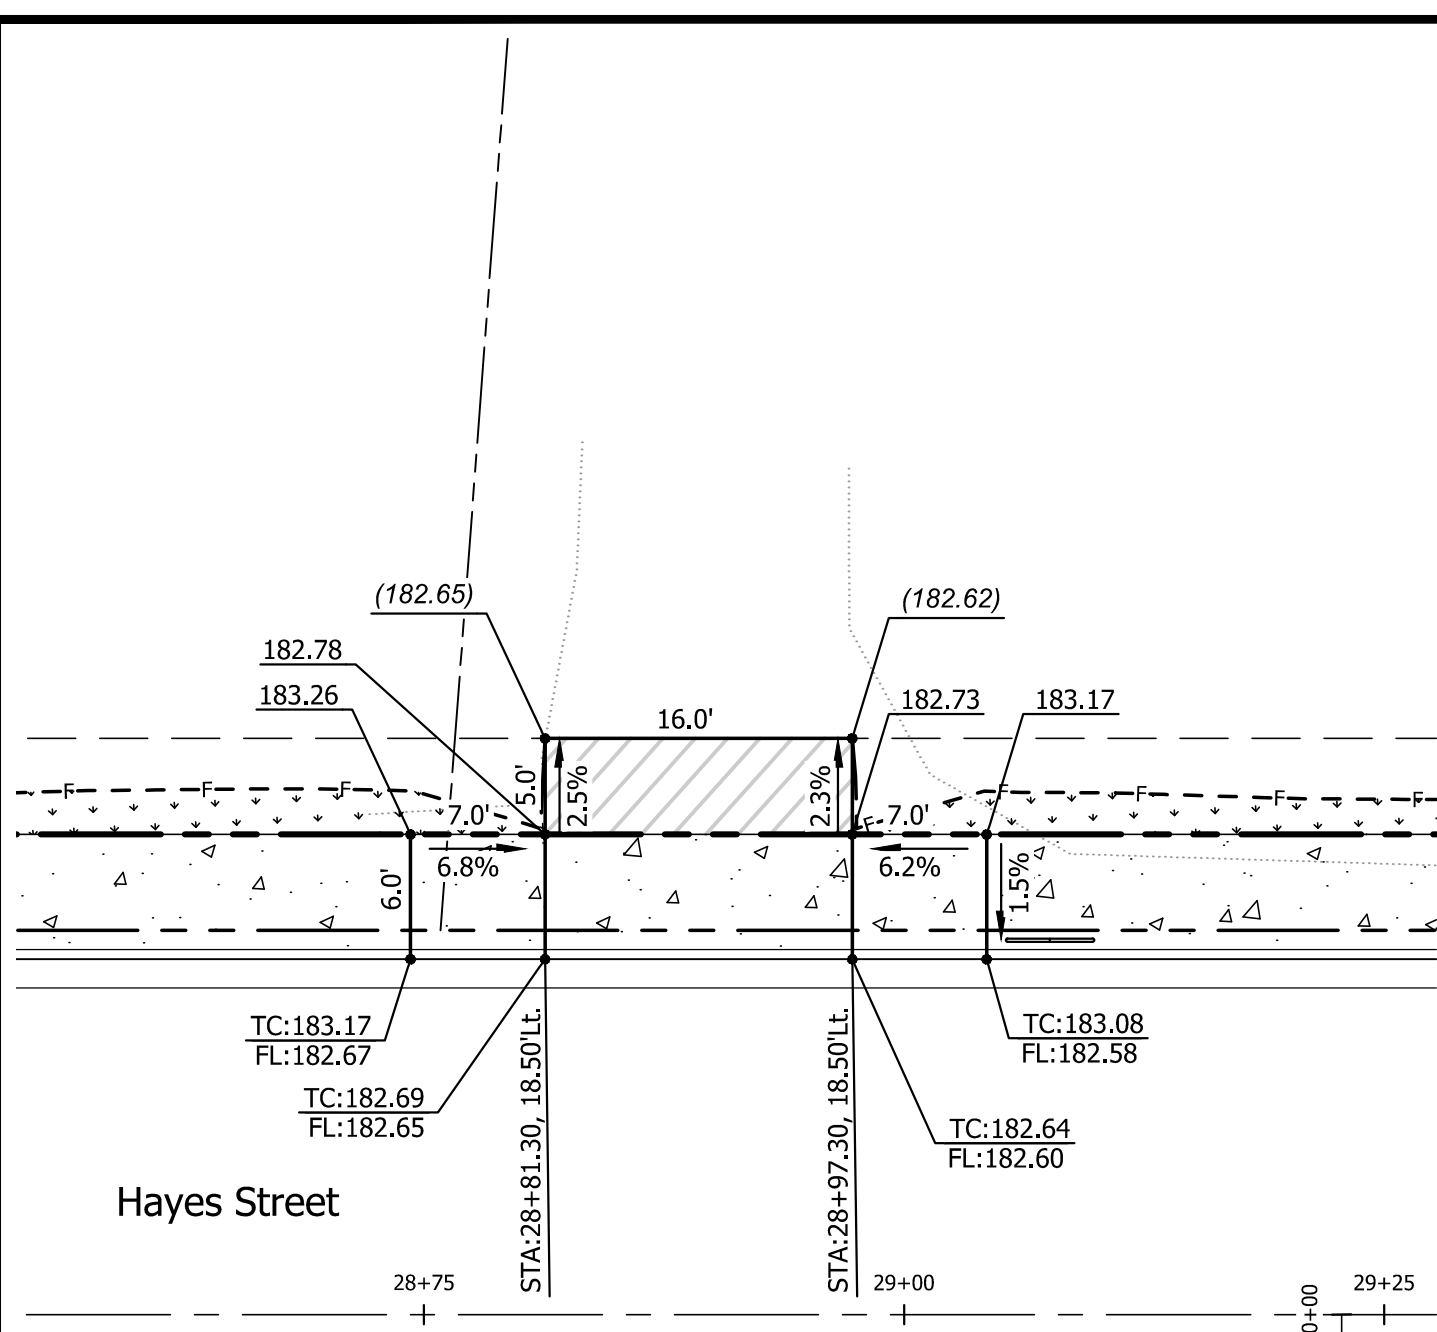 (182.65)
(182.62)
182.78
183.26
16.0'
182.73
183.17
F
F
F
5.0'
2.5%
2.3%
F
F
F
F
7.0'
F
7.0'
6.8%
6.2%
6.0'
1.5%
TC:183.17
FL:182.67
TC:182.69
FL:182.65
STA:28+81.30, 18.50'Lt.
STA:28+97.30, 18.50'Lt.
TC:183.08
FL:182.58
TC:182.64
FL:182.60
Hayes Street
28+75
29+00
0+00
29+25